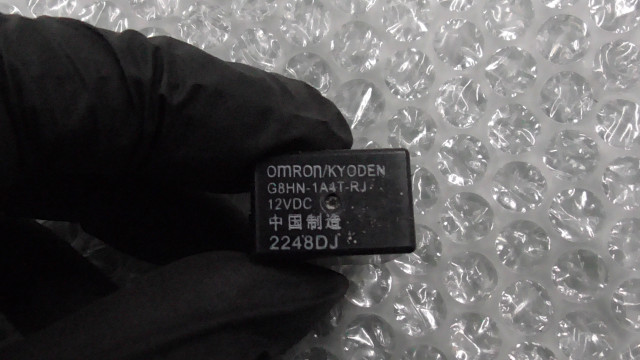 OMRON/KYODEN
G8HN-1A4T-RJ
12VDC
中国制造
2248DJ